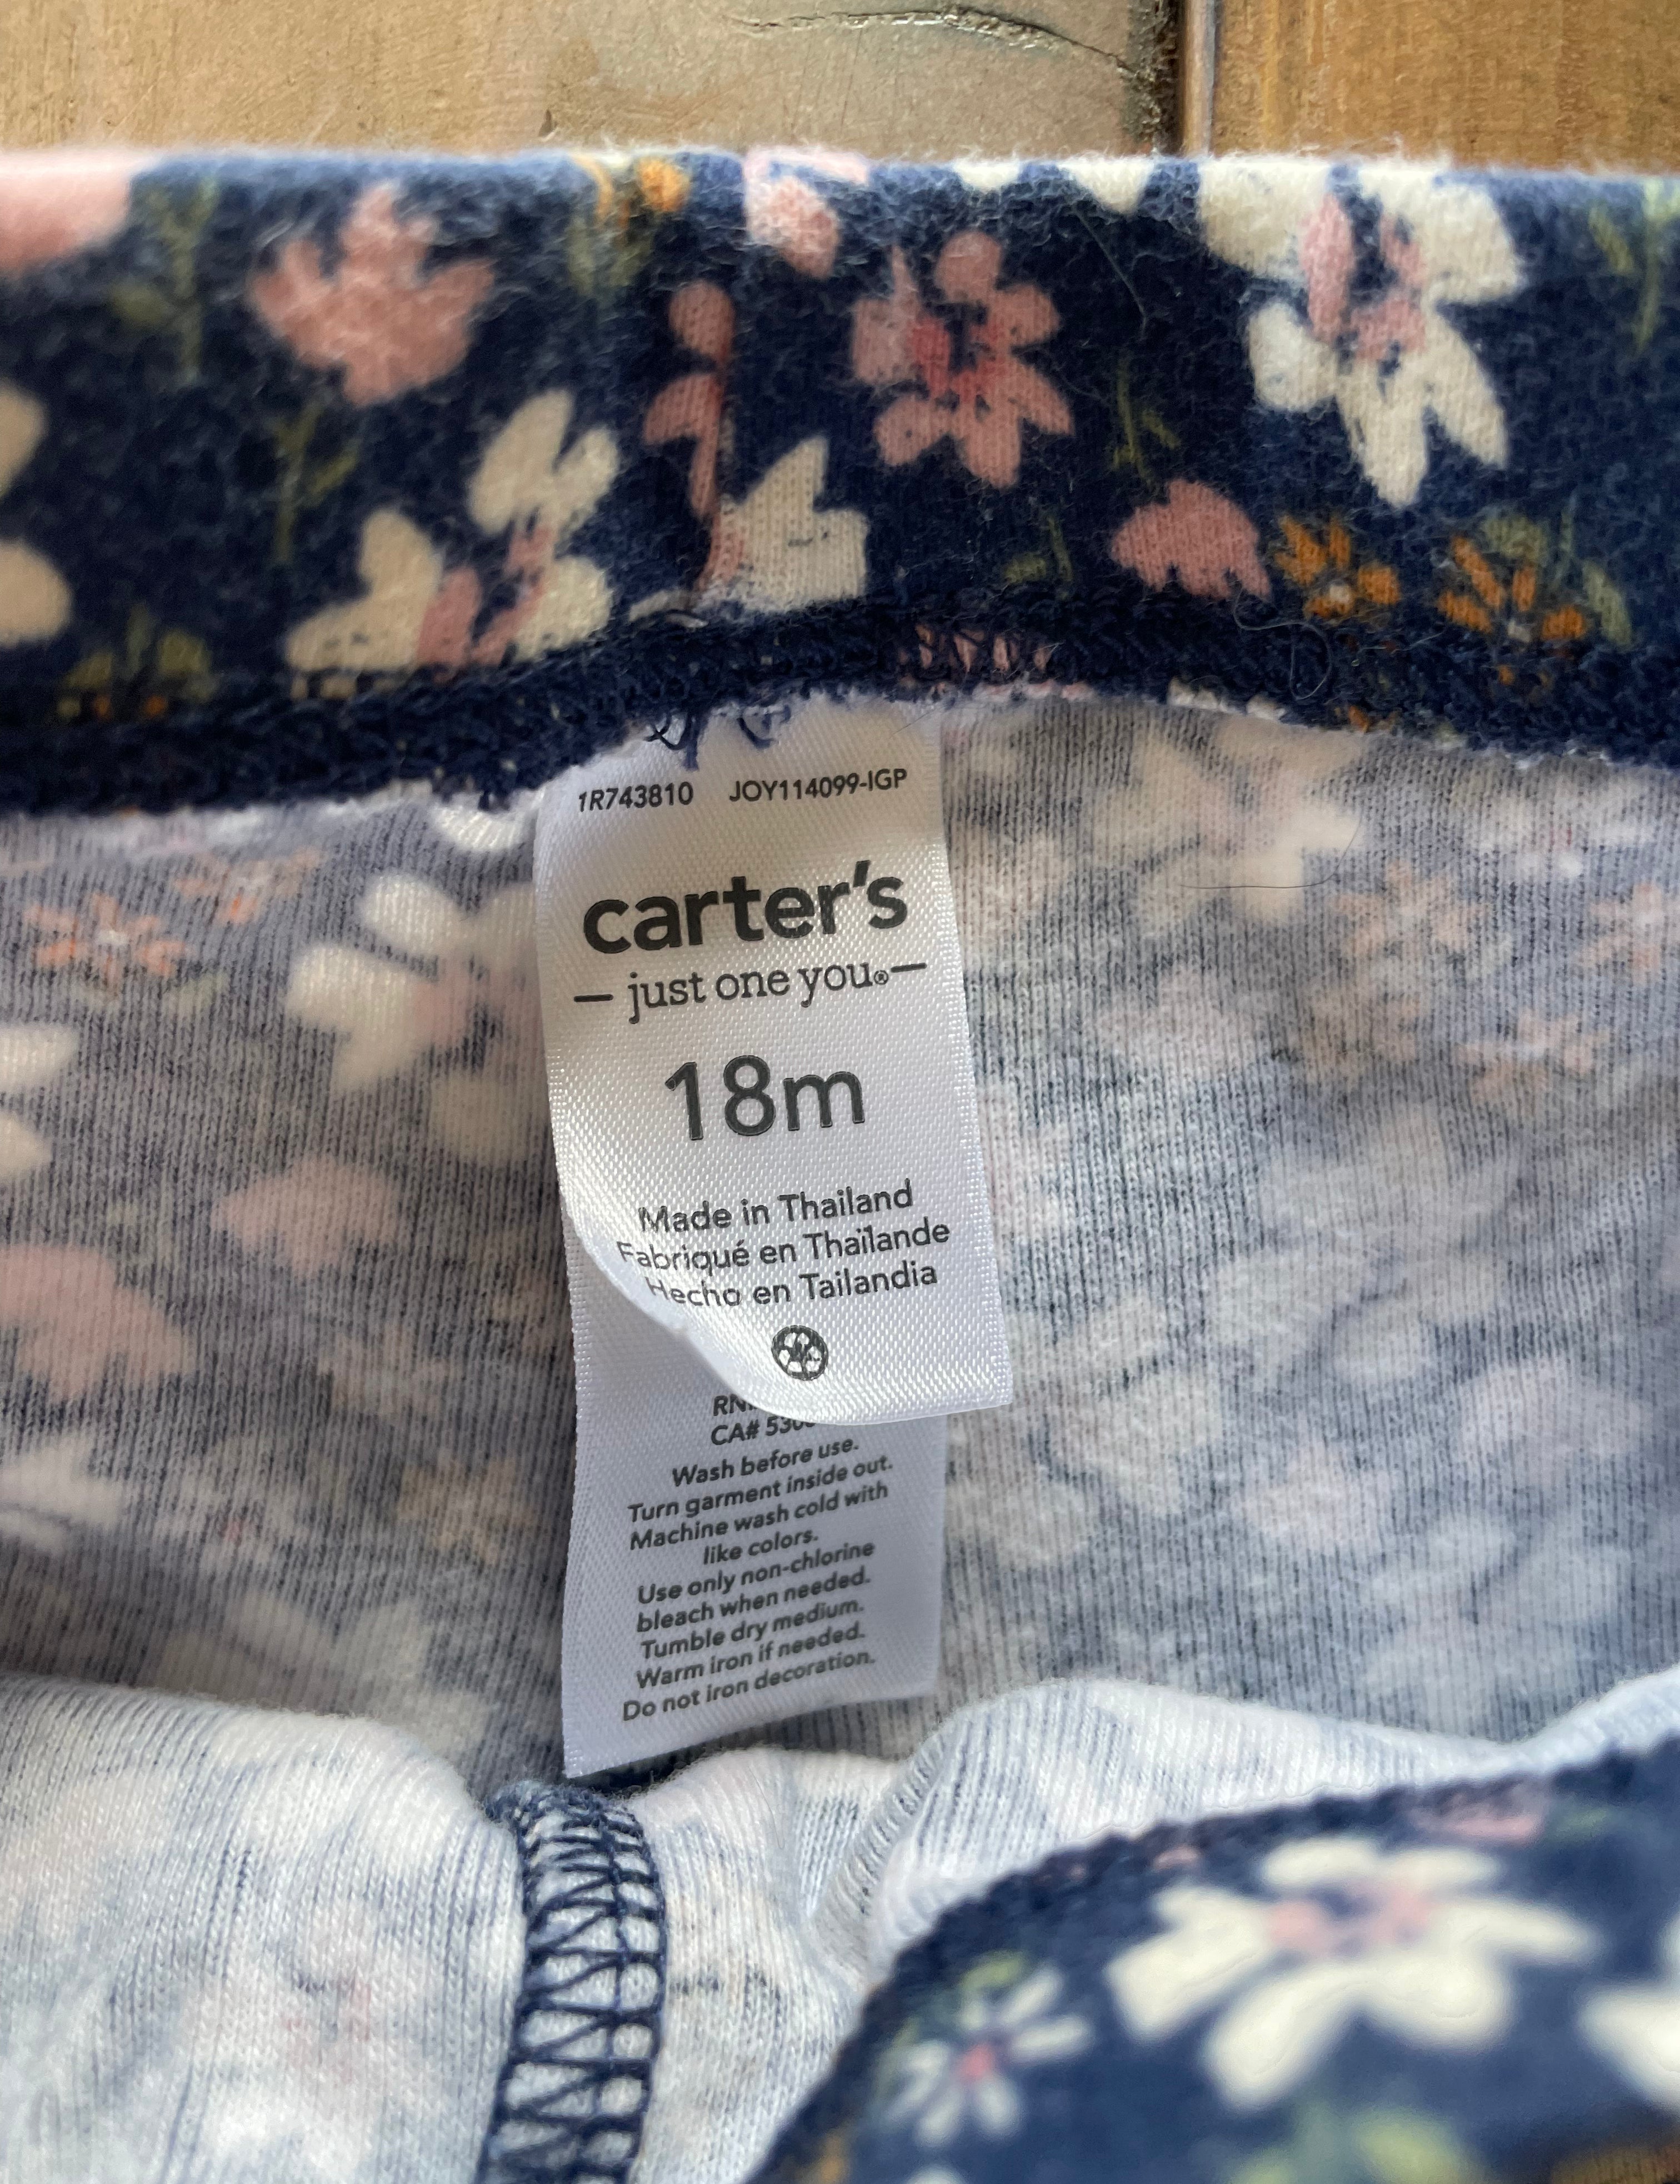 1R743810 JOY114099-IGP
carter's
— just one you® —
18m
Made in Thailand
Fabriqué en Thaïlande
Hecho en Tailandia
CA#
Wash before use.
Turn garment inside out.
Machine wash cold with
like colors.
Use only non-chlorine
bleach when needed.
Tumble dry medium.
Warm iron if needed.
Do not iron decoration.